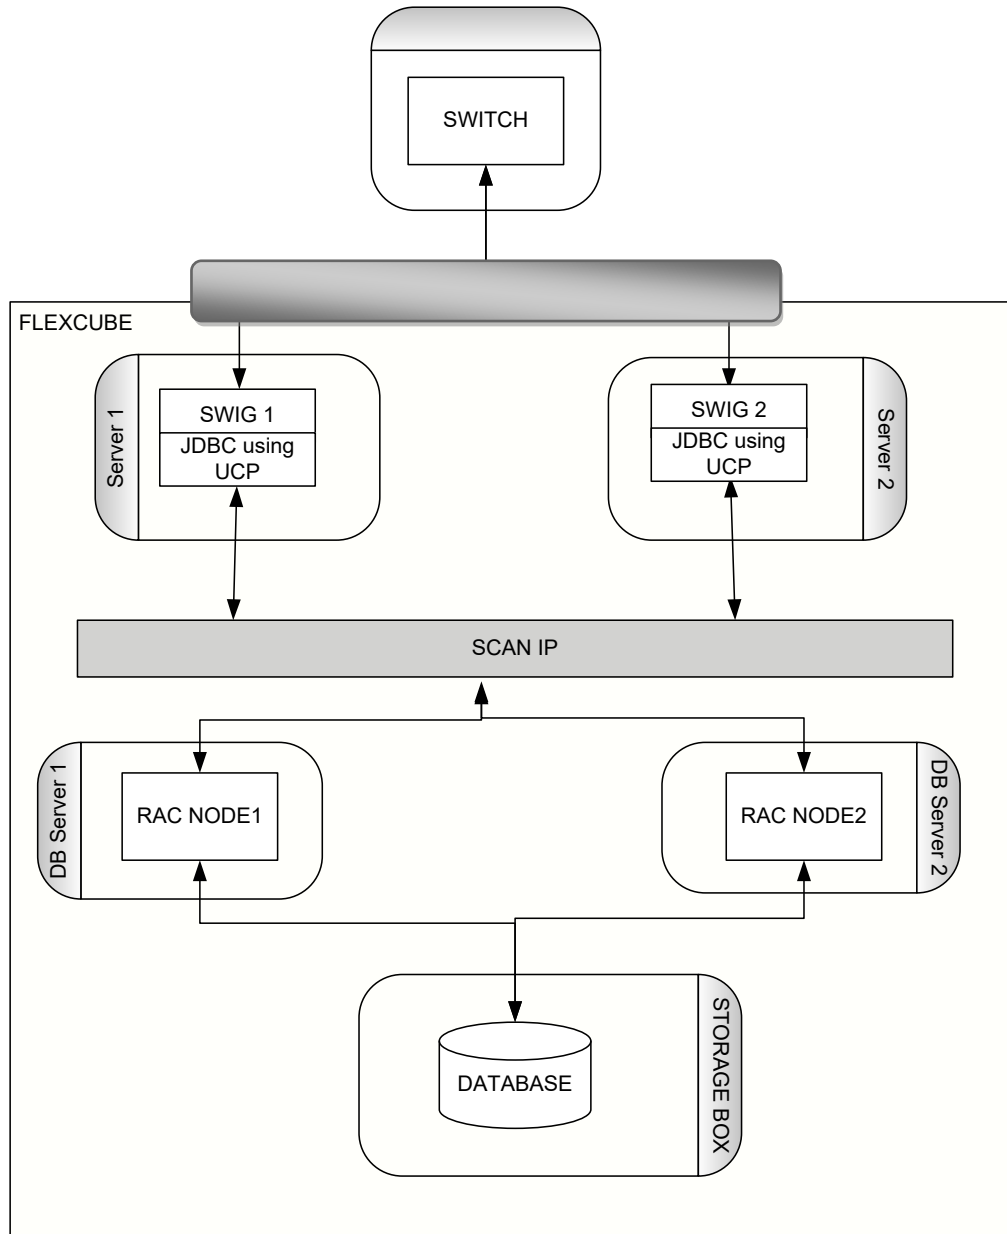 SWITCH
FLEXCUBE
Server 1
SWIG 1
JDBC using
UCP
SWIG 2
JDBC using
UCP
Server 2
SCAN IP
DB Server 1
RAC NODE1
RAC NODE2
DB Server 2
DATABASE
STORAGE BOX